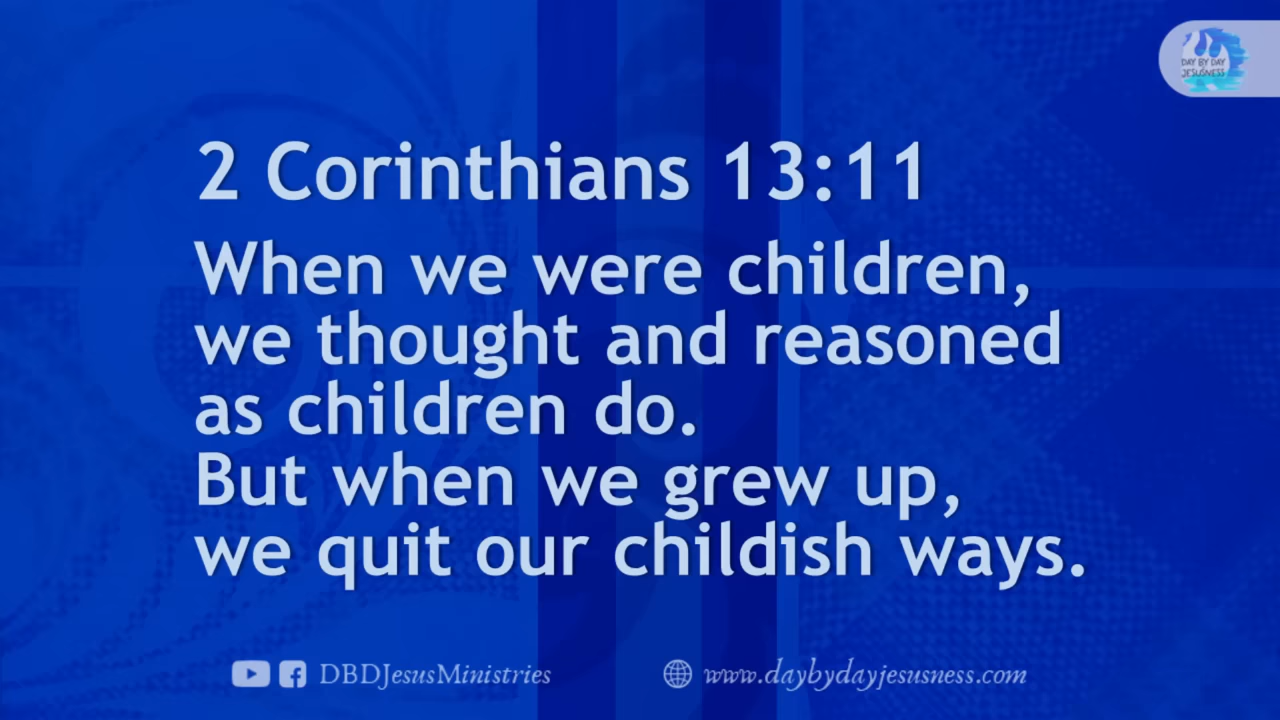 DAY BY DAY
JESUSNESS
2 Corinthians 13:11
When we were children,
we thought and reasoned
as children do.
But when we grew up,
we quit our childish ways.
DBDJesusMinistries
www.daybydayjesusness.com